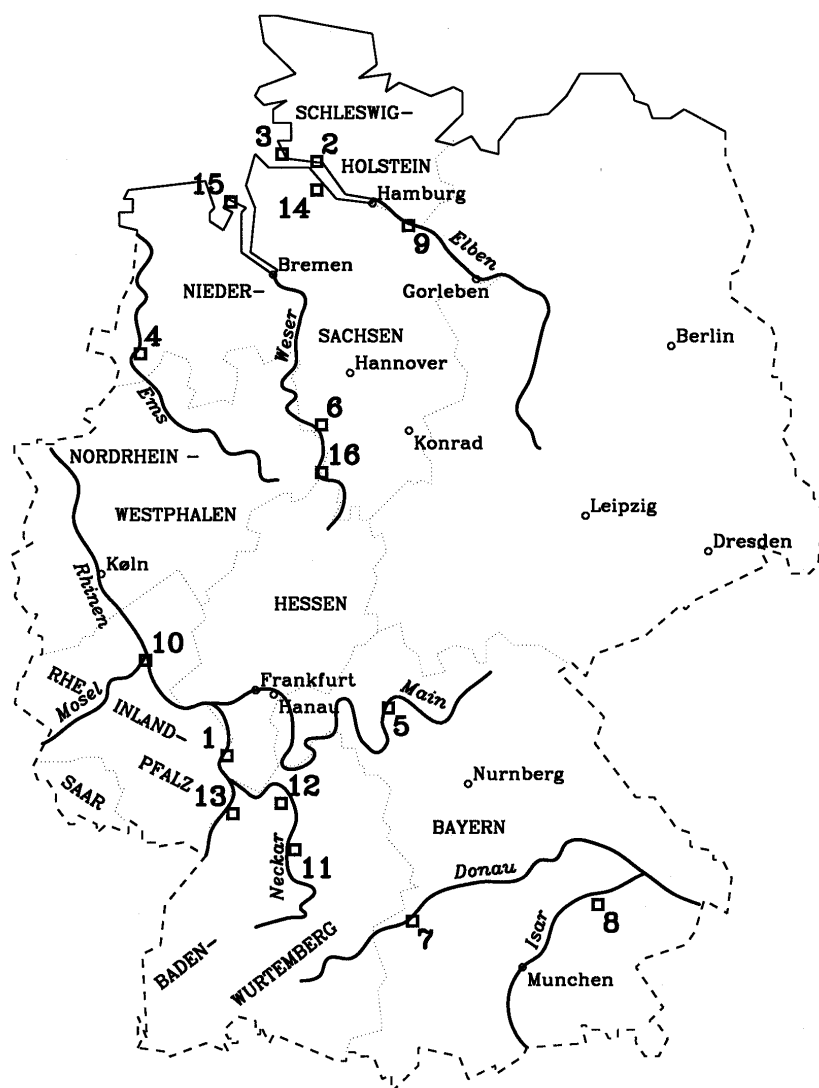 SCHLESWIG-
3
2
HOLSTEIN
15
14
Hamburg
9
Elben
Bremen
NIEDER-
Gorleben
Weser
SACHSEN
Berlin
4
Hannover
Ems
6
Konrad
NORDRHEIN -
16
WESTPHALEN
Leipzig
Dresden
Køln
Rhinen
HESSEN
10
RHE
Mosel
INLAND-
Frankfurt
Hanau
Main
5
1
PFALZ
SAAR
13
12
Nurnberg
BAYERN
Neckar
11
Donau
7
8
Isar
BADEN-
WURTEMBERG
Munchen